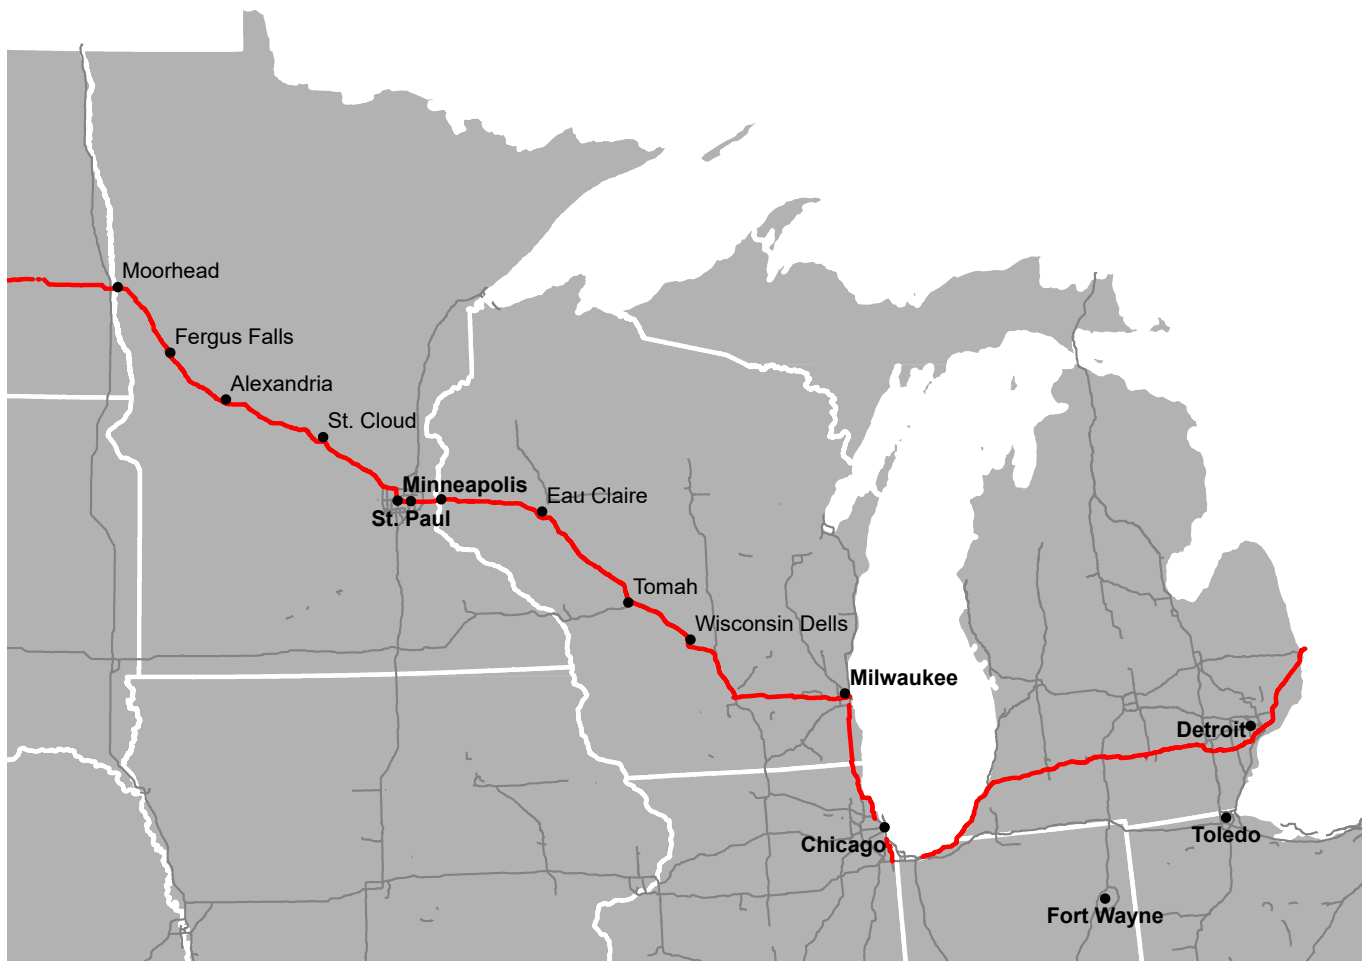 Moorhead
Fergus Falls
Alexandria
St. Cloud
Minneapolis
St. Paul
Eau Claire
Tomah
Wisconsin Dells
Milwaukee
Detroit
Chicago
Toledo
Fort Wayne